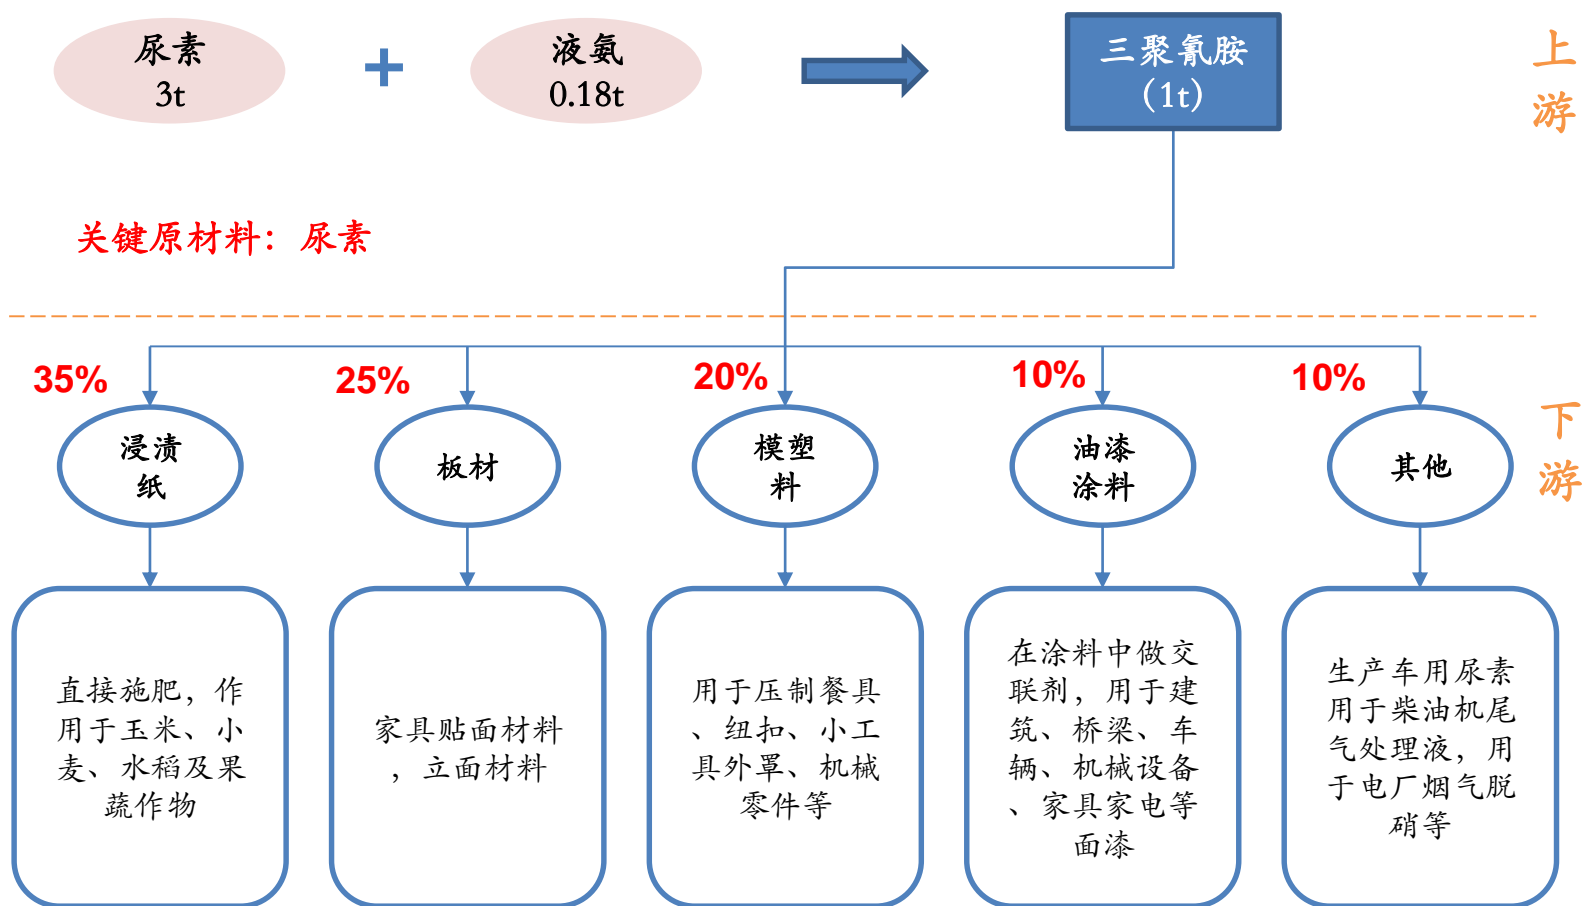 尿素
3t
+
液氨
0.18t
三聚氰胺
（1t）
上
游
关键原材料：尿素
35%
25%
20%
10%
10%
浸渍
纸
板材
模塑
料
油漆
涂料
其他
下
游
直接施肥，作
用于玉米、小
麦、水稻及果
蔬作物
家具贴面材料
，立面材料
用于压制餐具
、纽扣、小工
具外罩、机械
零件等
在涂料中做交
联剂，用于建
筑、桥梁、车
辆、机械设备
、家具家电等
面漆
生产车用尿素
用于柴油机尾
气处理液，用
于电厂烟气脱
硝等